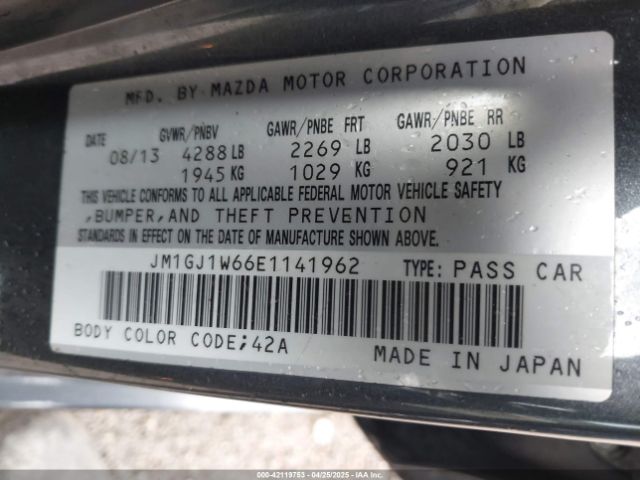 MFD. BY MAZDA MOTOR CORPORATION
DATE GVWR/PNBV GAWR/PNBE FRT GAWR/PNBE RR
08/13 4288 LB 2269 LB 2030 LB
1945 KG 1029 KG 921 KG
THIS VEHICLE CONFORMS TO ALL APPLICABLE FEDERAL MOTOR VEHICLE SAFETY
,BUMPER,AND THEFT PREVENTION
STANDARDS IN EFFECT ON THE DATE OF MANUFACTURE SHOWN ABOVE.
JM1GJ1W66E1141962 TYPE: PASS CAR
BODY COLOR CODE;42A MADE IN JAPAN
000-42119753 - 04/25/2025 - IAAI.COM